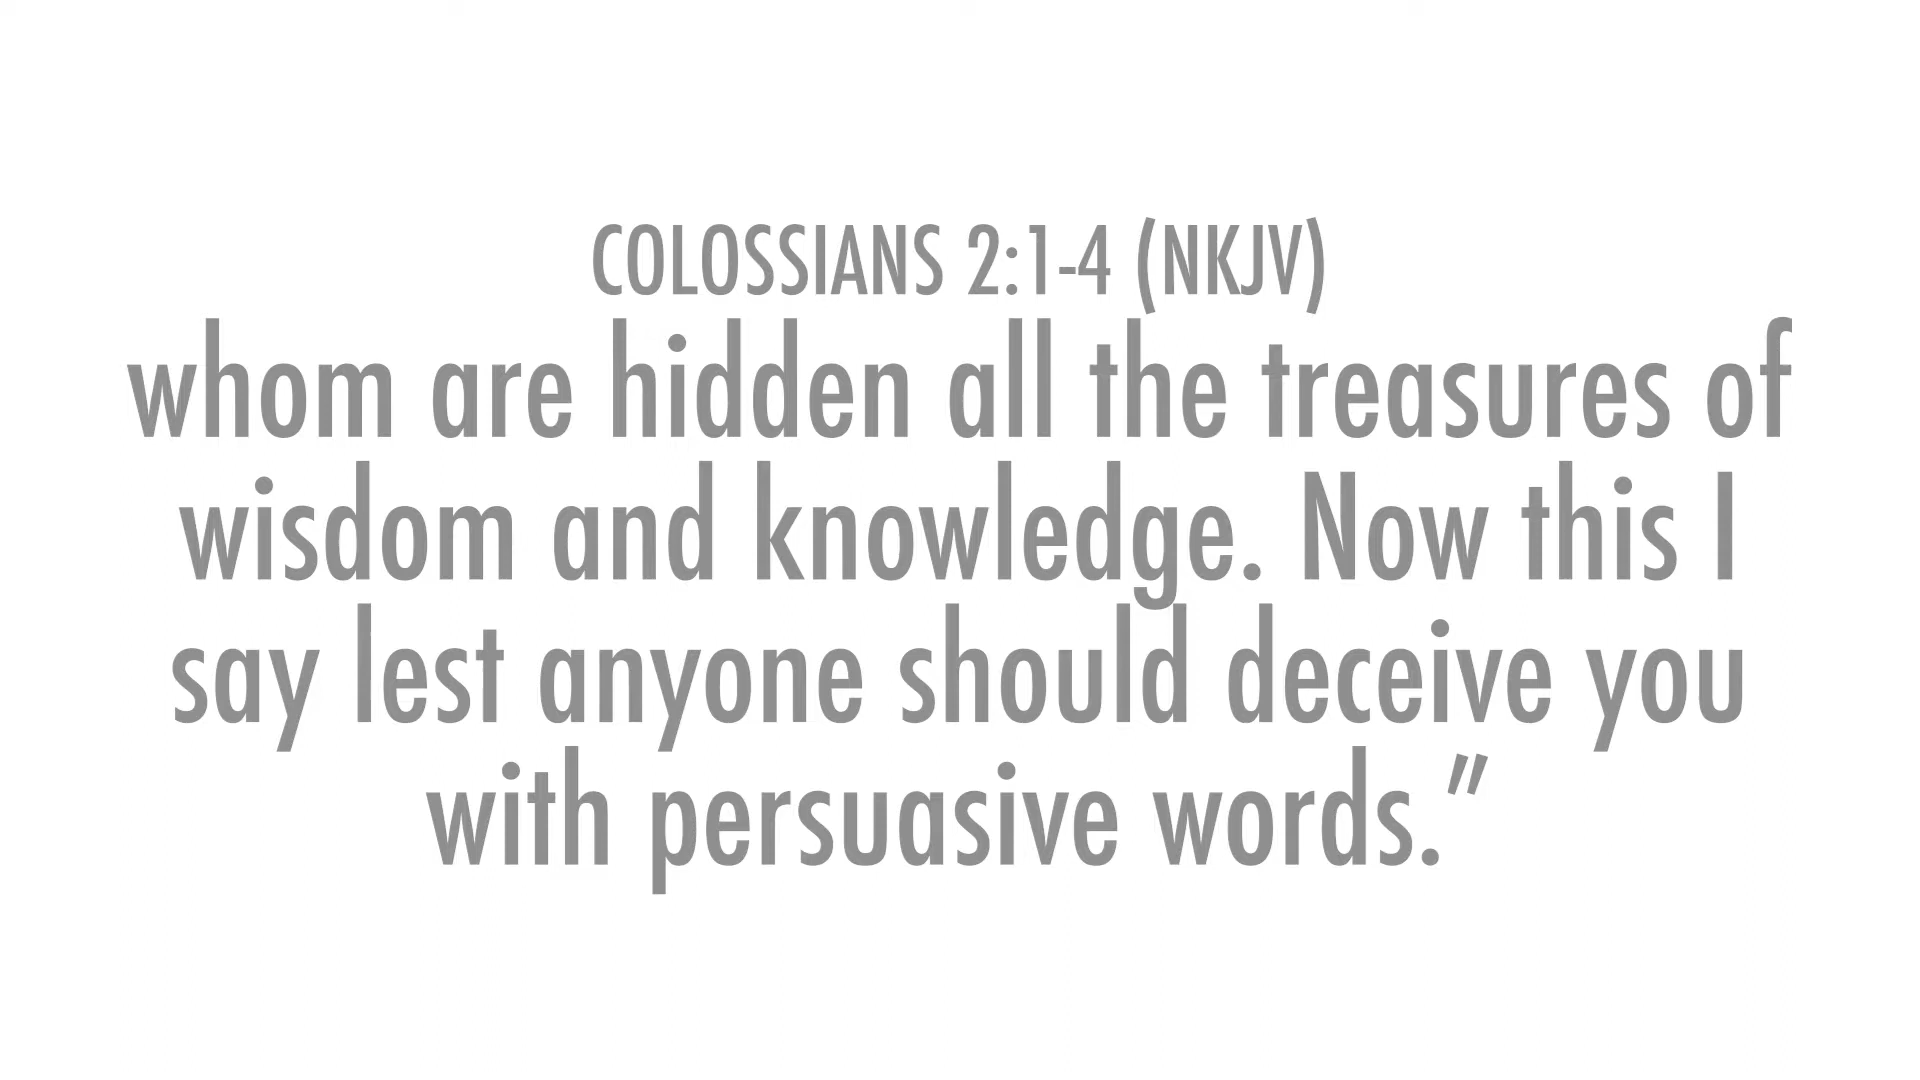 COLOSSIANS 2:1-4 (NKJV)
whom are hidden all the treasures of
wisdom and knowledge. Now this I
say lest anyone should deceive you
with persuasive words.”